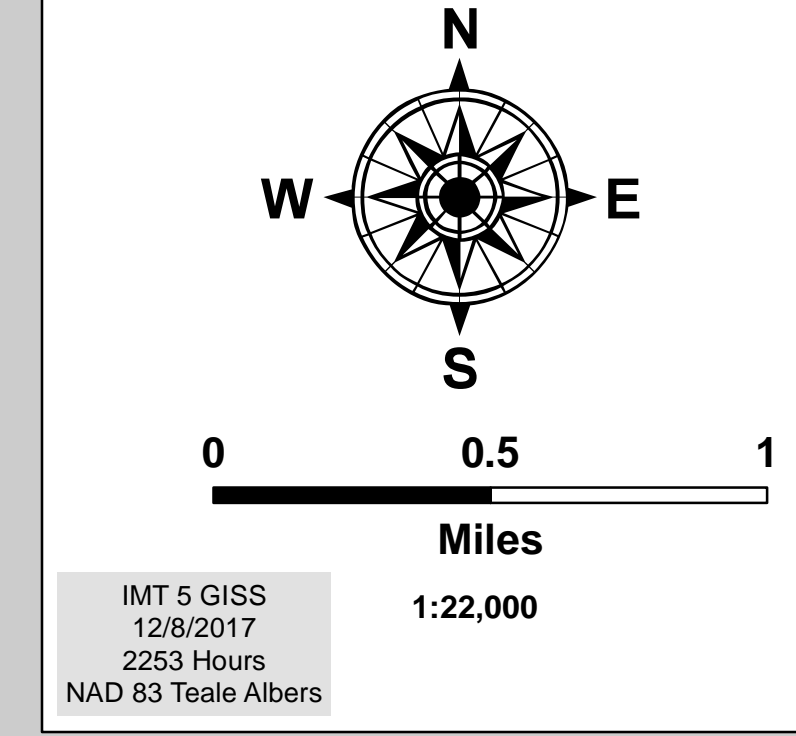 N
W E
S
0 0.5 1
Miles
1:22,000
IMT 5 GISS
12/8/2017
2253 Hours
NAD 83 Teale Albers